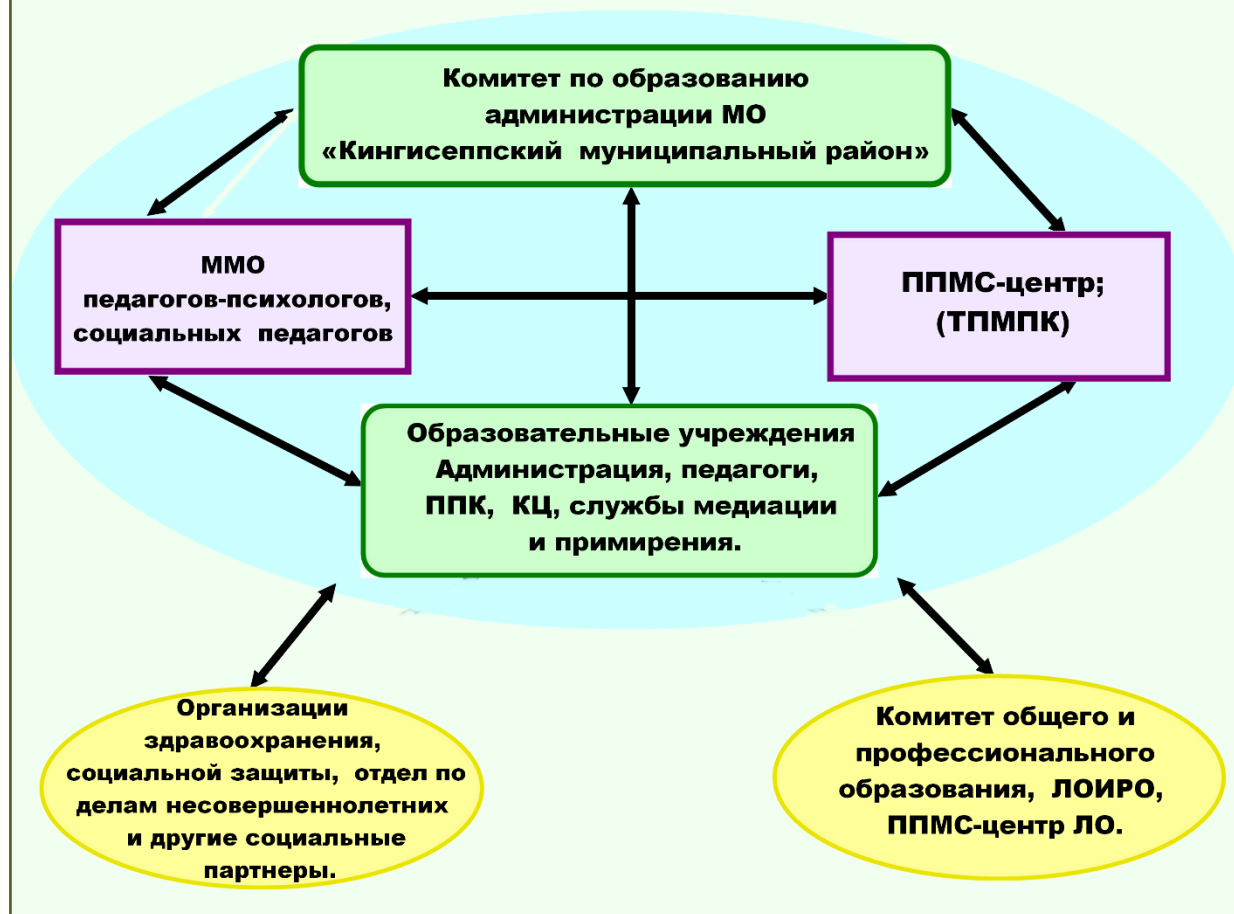 Комитет по образованию
администрации МО
«Кингисеппский муниципальный район»
ММО
педагогов-психологов,
социальных педагогов
ППМС-центр;
(ТПМПК)
Образовательные учреждения
Администрация, педагоги,
ППК, КЦ, службы медиации
и примирения.
Организации
здравоохранения,
социальной защиты, отдел по
делам несовершеннолетних
и другие социальные
партнеры.
Комитет общего и
профессионального
образования, ЛОИРО,
ППМС-центр ЛО.